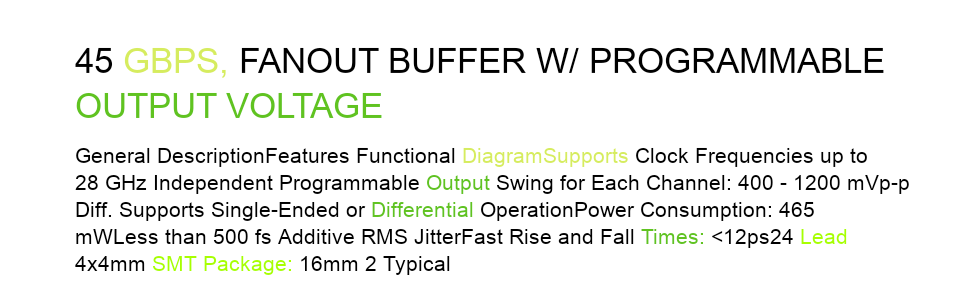 45 GBPS, FANOUT BUFFER W/ PROGRAMMABLE
OUTPUT VOLTAGE
General DescriptionFeatures Functional DiagramSupports Clock Frequencies up to
28 GHz Independent Programmable Output Swing for Each Channel: 400 - 1200 mVp-p
Diff. Supports Single-Ended or Differential OperationPower Consumption: 465
mWLess than 500 fs Additive RMS JitterFast Rise and Fall Times: <12ps24 Lead
4x4mm SMT Package: 16mm 2 Typical